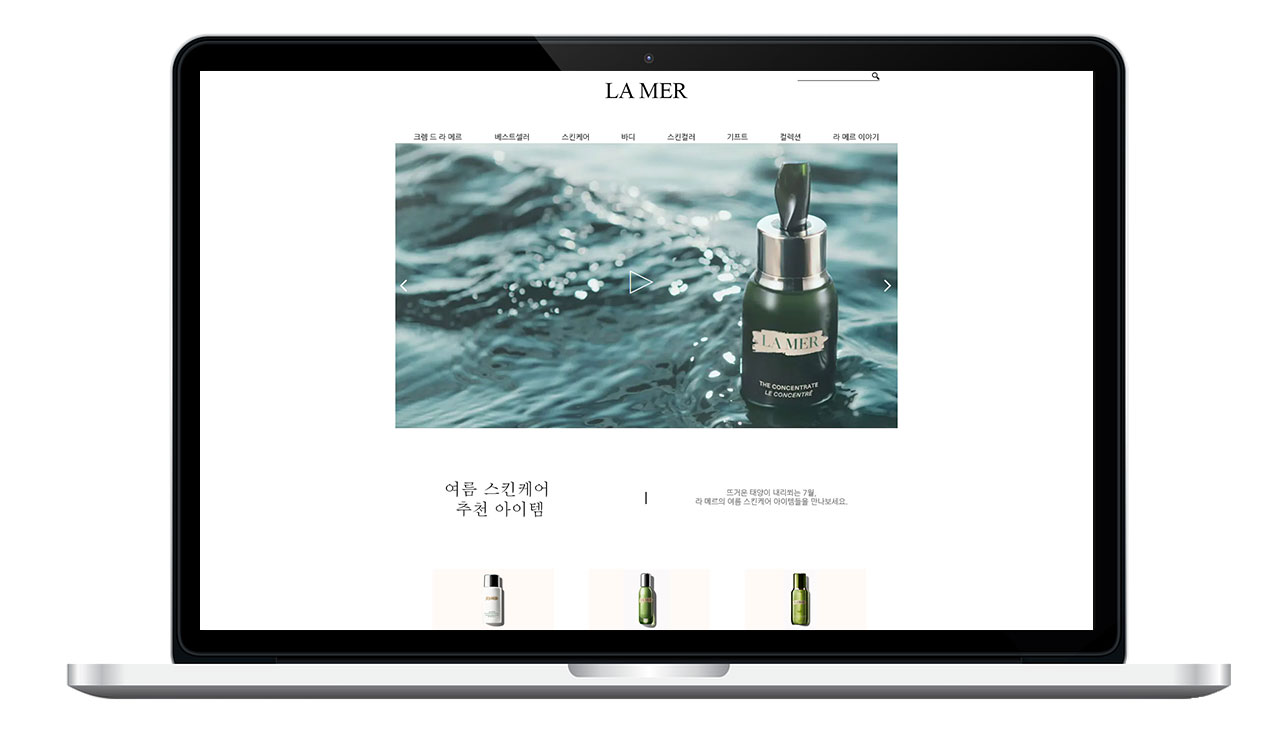 LA MER
크렘 드 라 메르 베스트셀러 스킨케어 바디 스킨컬러 기프트 컬렉션 라 메르 이야기
LA MER
THE CONCENTRATE
LE CONCENTRÉ
여름 스킨케어
추천 아이템
뜨거운 태양이 내리쬐는 7월,
라 메르의 여름 스킨케어 아이템들을 만나보세요.